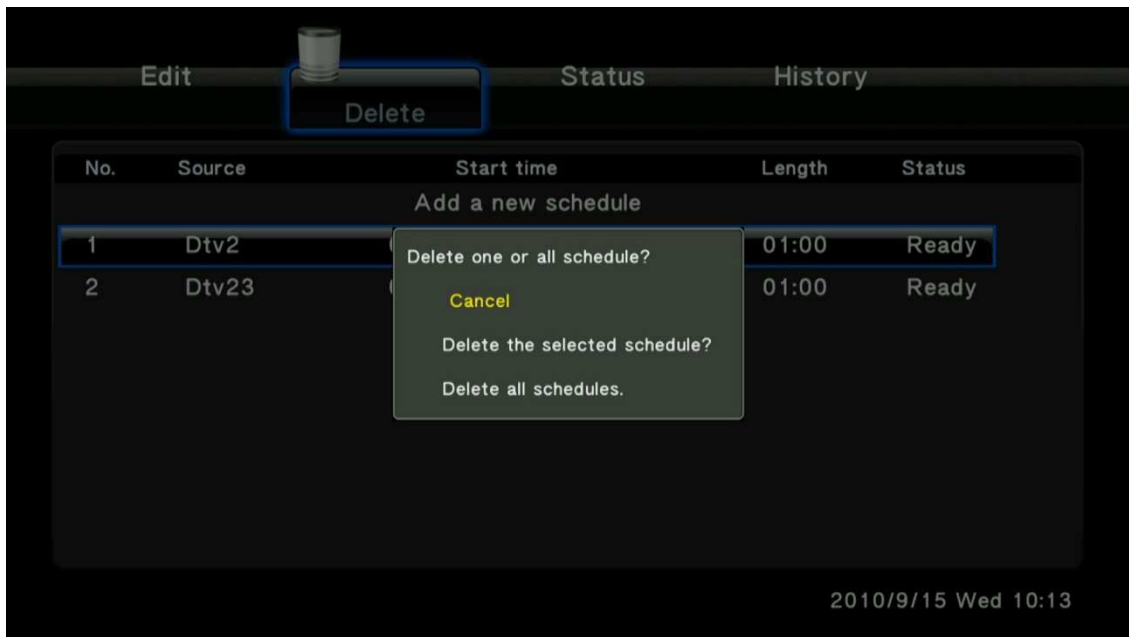 Edit Status History
Delete
No. Source Start time Length Status
Add a new schedule
1 Dtv2 01:00 Ready
2 Dtv23 01:00 Ready
Delete one or all schedule?
Cancel
Delete the selected schedule?
Delete all schedules.
2010/9/15 Wed 10:13